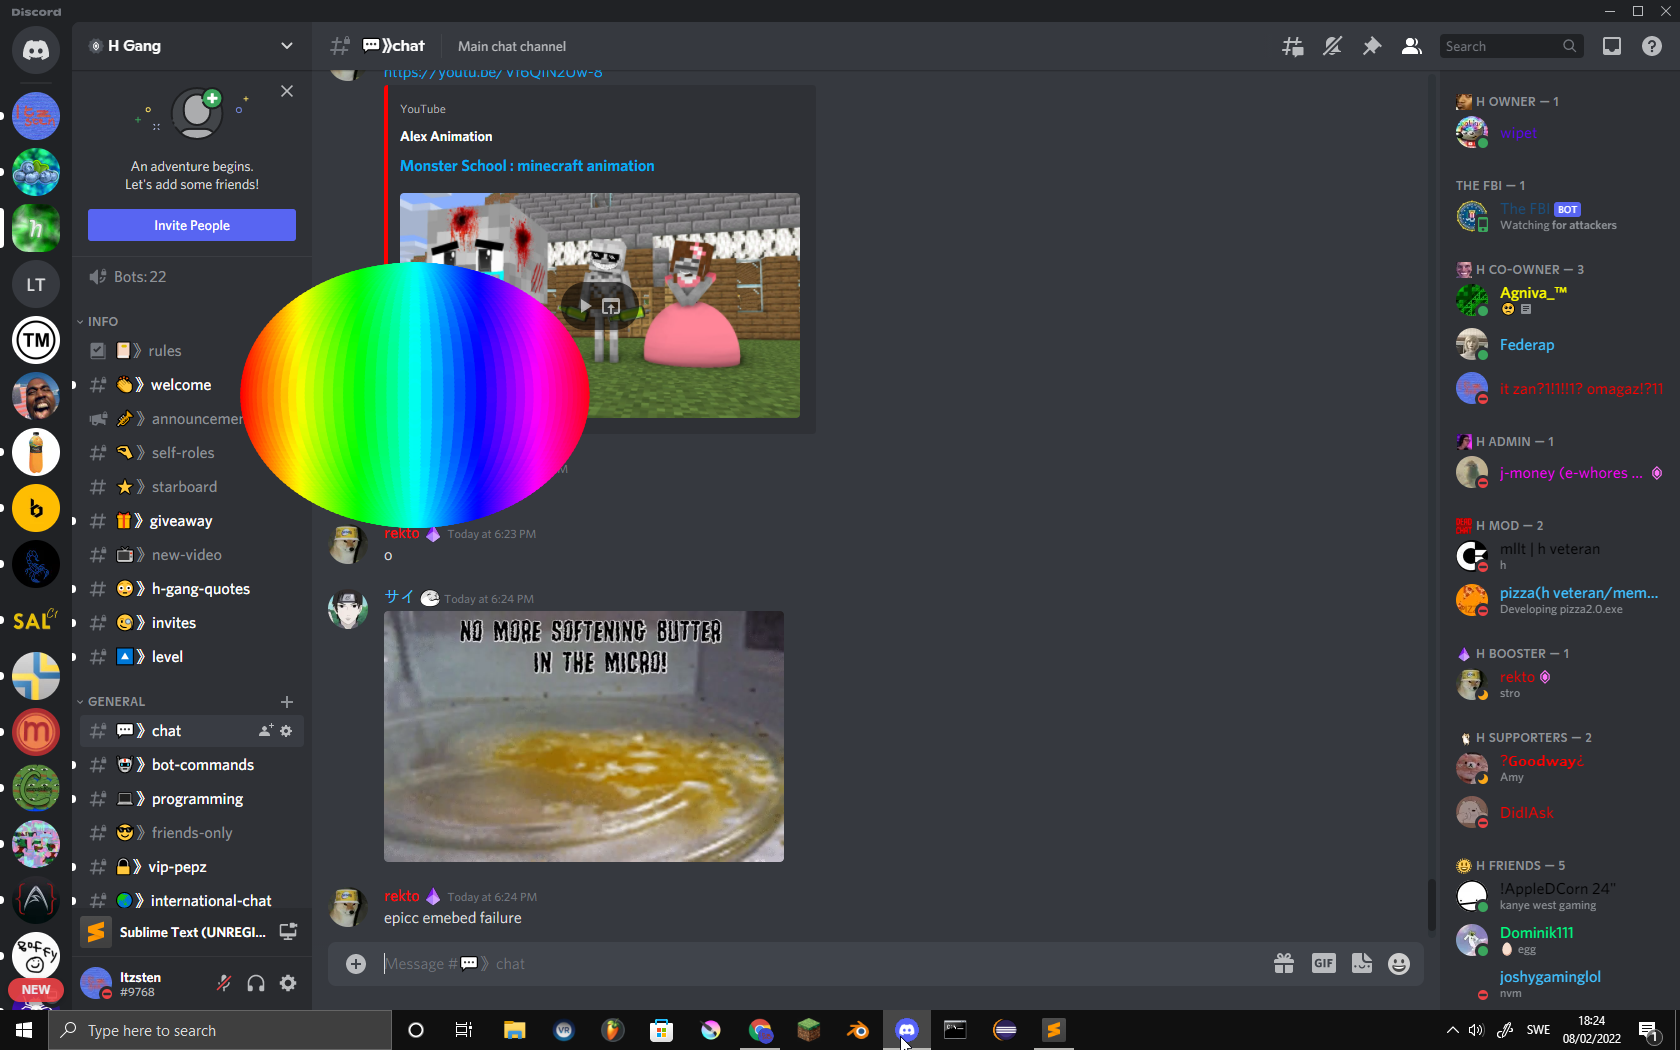 Discord
H Gang
》chat
Main chat channel
Search
https://youtu.be/Vf6QiN2Uw-8
An adventure begins.
Let's add some friends!
Invite People
Bots: 22
INFO
》rules
》welcome
》announcemen
》self-roles
》starboard
》giveaway
》new-video
》h-gang-quotes
》invites
》level
GENERAL
》chat
》bot-commands
》programming
》friends-only
》vip-pepz
》international-chat
Sublime Text (UNREGI...
Itzsten
#9768
LT
TM
SAL
m
BOFFY
NEW
YouTube
Alex Animation
Monster School : minecraft animation
M
rekto
Today at 6:23 PM
o
サイ
Today at 6:24 PM
NO MORE SOFTENING BUTTER
IN THE MICRO!
rekto
Today at 6:24 PM
epicc emebed failure
Message #
》chat
GIF
H OWNER — 1
wipet
THE FBI — 1
The FBI
BOT
Watching for attackers
H CO-OWNER — 3
Agniva_™
Federap
it zan?1!1!!1? omagaz!?11
H ADMIN — 1
j-money (e-whores ...
H MOD — 2
mllt | h veteran
h
pizza(h veteran/mem...
Developing pizza2.0.exe
H BOOSTER — 1
rekto
stro
H SUPPORTERS — 2
?Goodway¿
Amy
DidIAsk
H FRIENDS — 5
!AppleDCorn 24"
kanye west gaming
Dominik111
egg
joshygaminglol
nvm
Type here to search
VR
SWE
18:24
08/02/2022
1